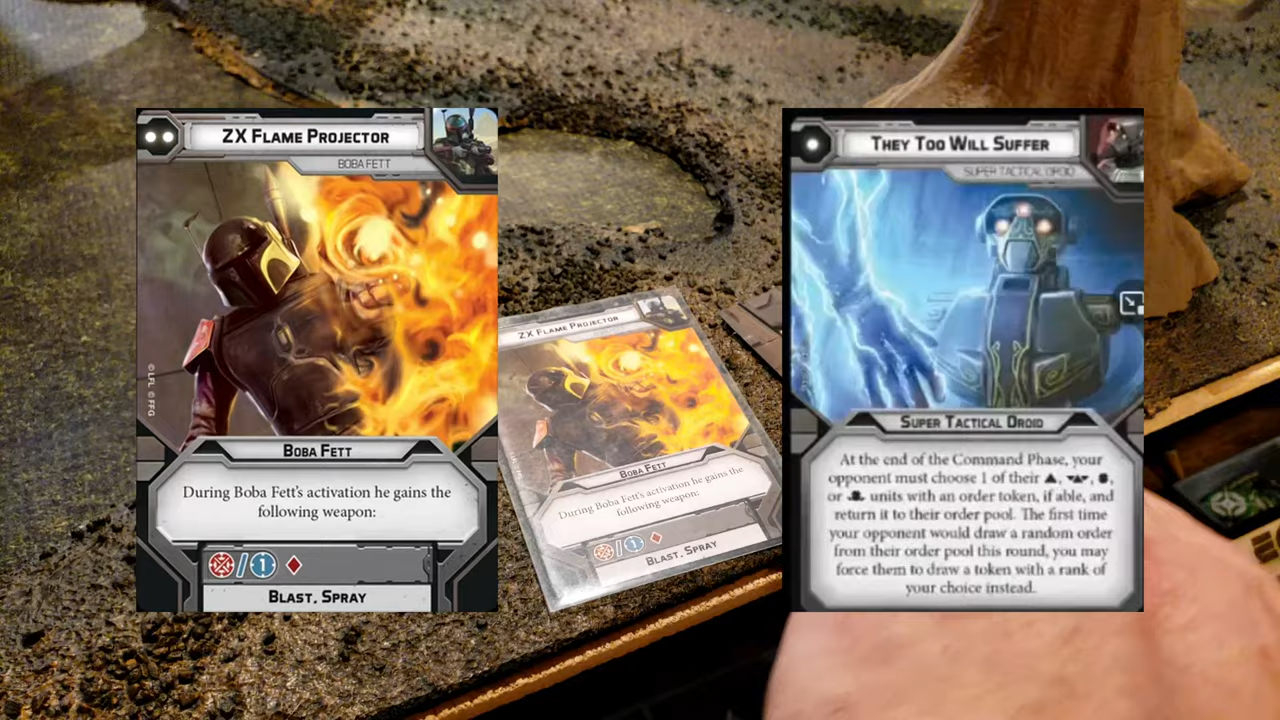 ZX FLAME PROJECTOR
BOBA FETT
© LFL © FFG
BOBA FETT
During Boba Fett's activation he gains the
following weapon:
/ 1
BLAST, SPRAY
ZX FLAME PROJECTOR
BOBA FETT
During Boba Fett's activation he gains the
following weapon:
/ 1
BLAST, SPRAY
THEY TOO WILL SUFFER
SUPER TACTICAL DROID
SUPER TACTICAL DROID
At the end of the Command Phase, your
opponent must choose 1 of their , , ,
or units with an order token, if able, and
return it to their order pool. The first time
your opponent would draw a random order
from their order pool this round, you may
force them to draw a token with a rank of
your choice instead.